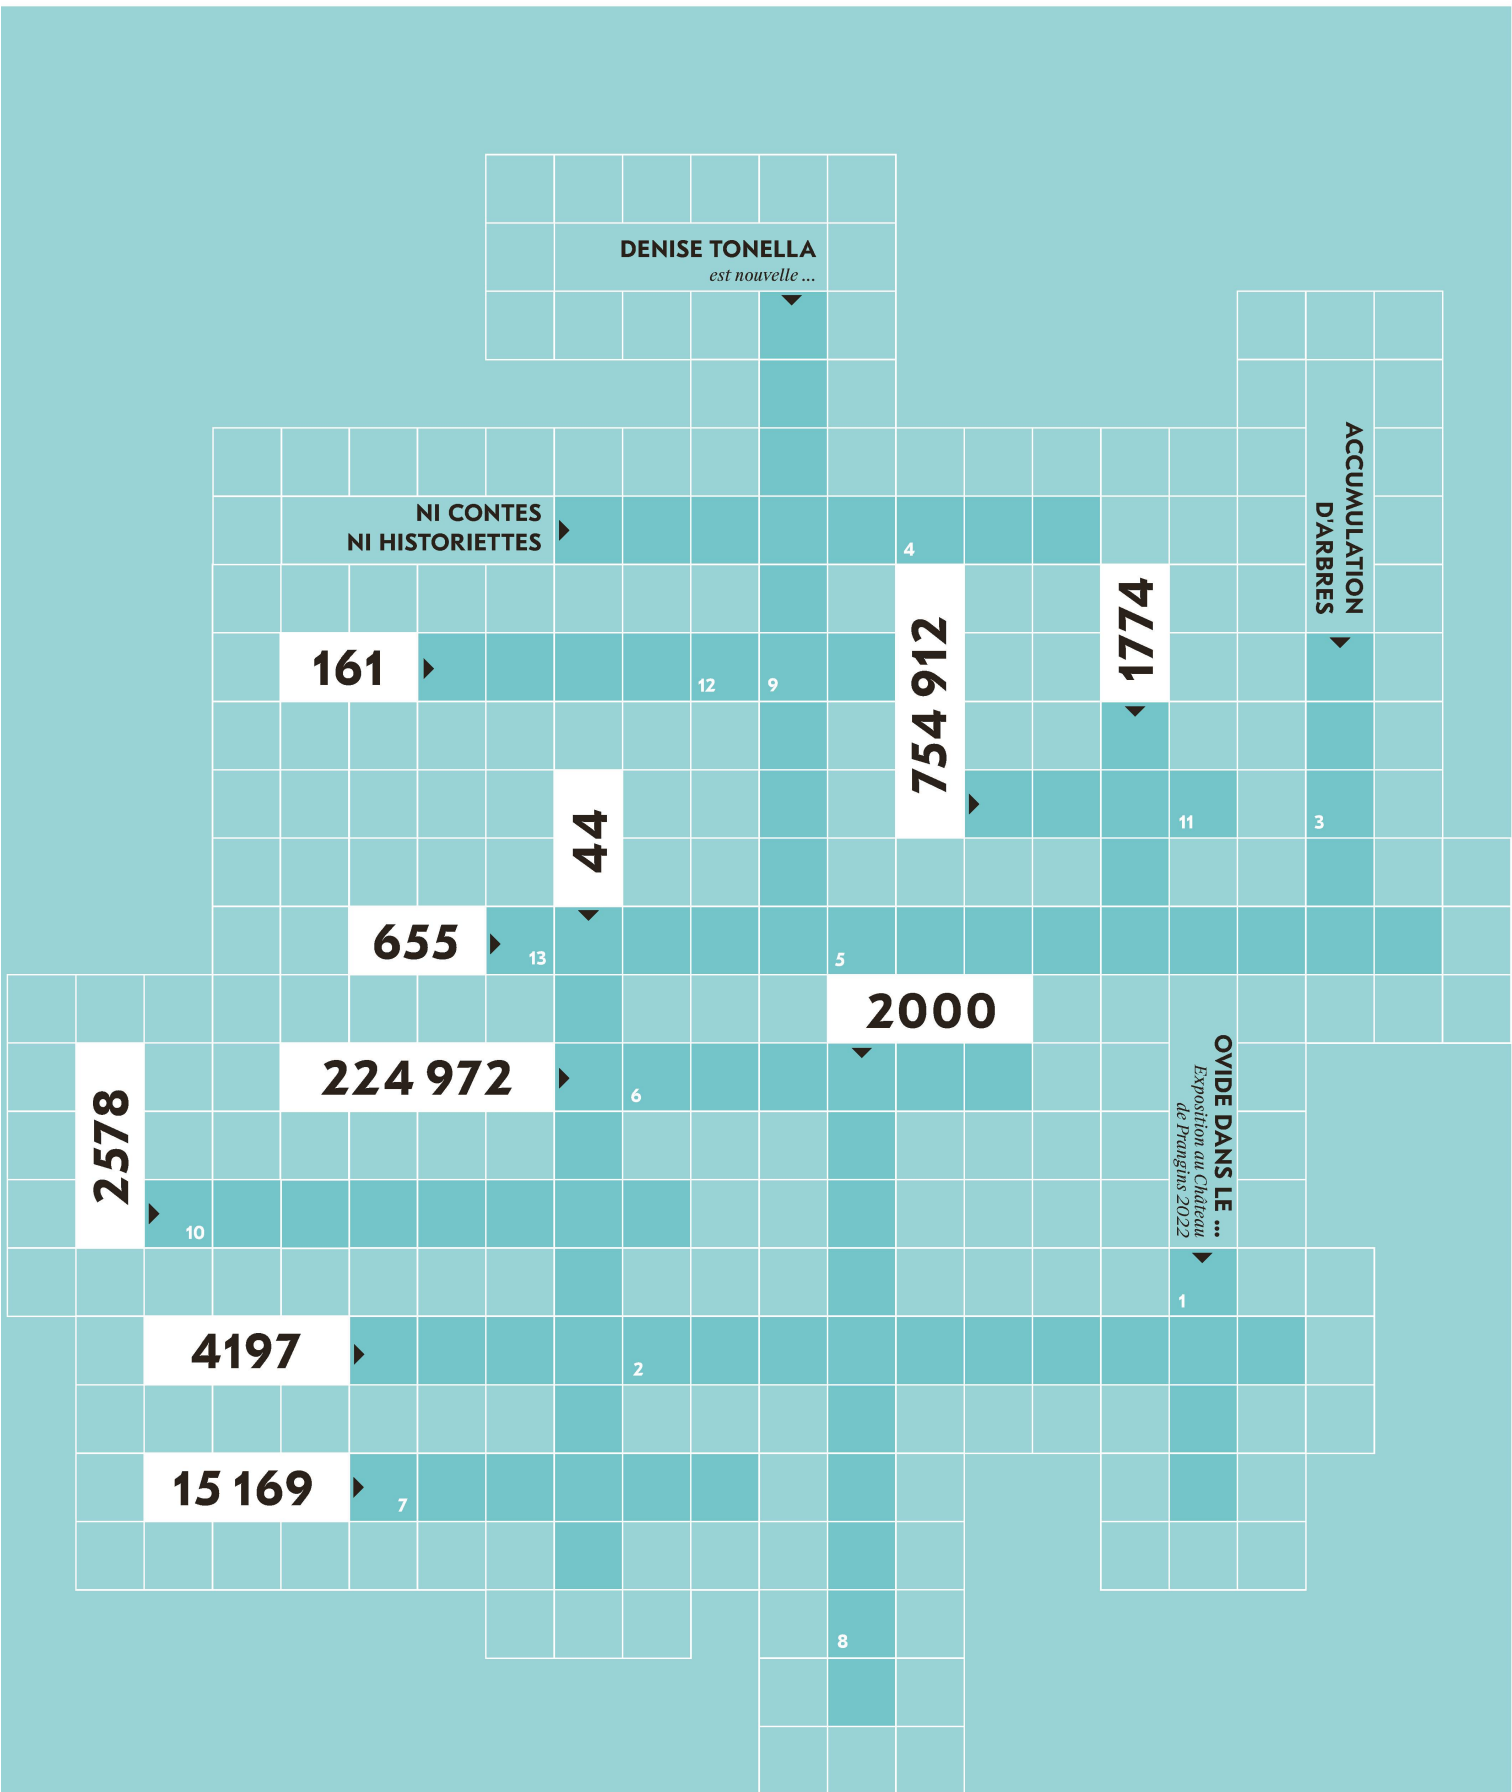 DENISE TONELLA
est nouvelle ...
ACCUMULATION
D'ARBRES
NI CONTES
NI HISTORIETTES
4
754 912
1774
161
12
9
44
11
3
655
13
5
2000
OVIDE DANS LE ...
Exposition au Château
de Prangins 2022
2578
224 972
6
10
1
4197
2
15 169
7
8